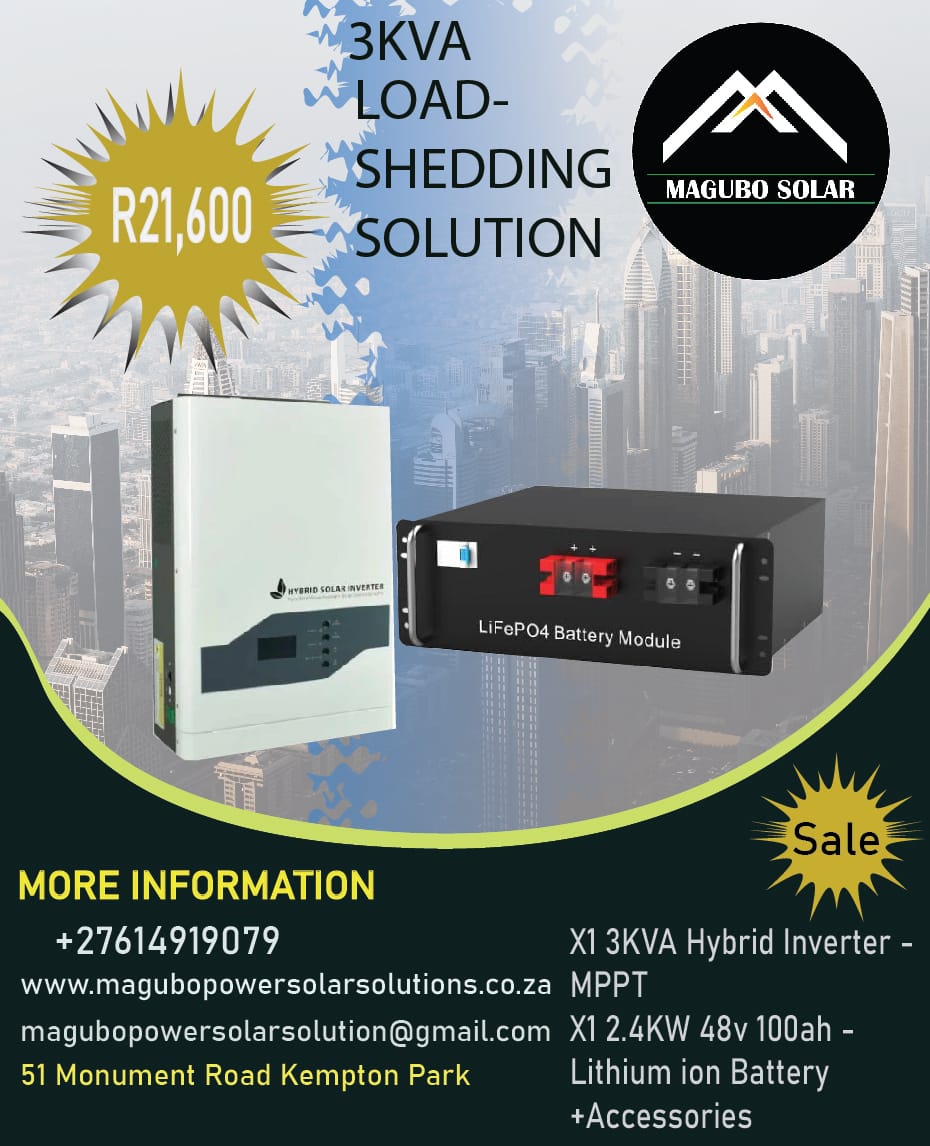 3KVA
LOAD-
SHEDDING
SOLUTION
MAGUBO SOLAR
R21,600
HYBRID SOLAR INVERTER
LiFePO4 Battery Module
Sale
MORE INFORMATION
+27614919079
www.magubopowersolarsolutions.co.za
magubopowersolarsolution@gmail.com
51 Monument Road Kempton Park
X1 3KVA Hybrid Inverter -
MPPT
X1 2.4KW 48v 100ah -
Lithium ion Battery
+Accessories